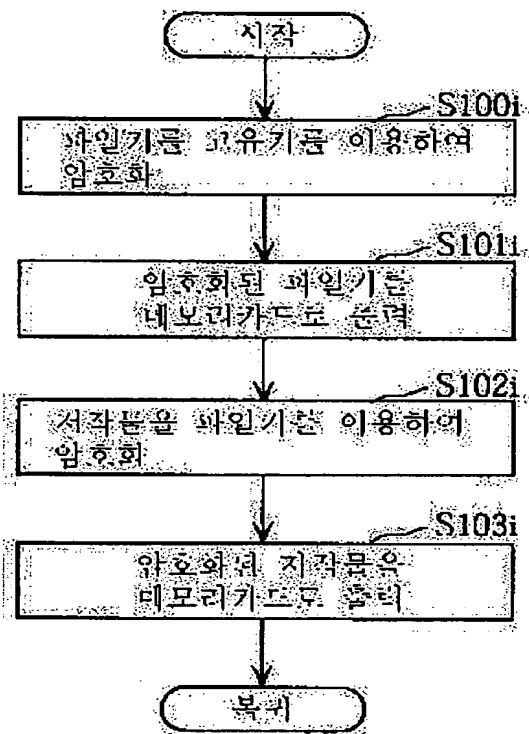 시작
S100i
파일키를 고유키를 이용하여
암호화
S101i
암호화된 파일키를
메모리카드로 출력
S102i
저작물을 파일키를 이용하여
암호화
S103i
암호화된 저작물을
메모리카드로 출력
복귀